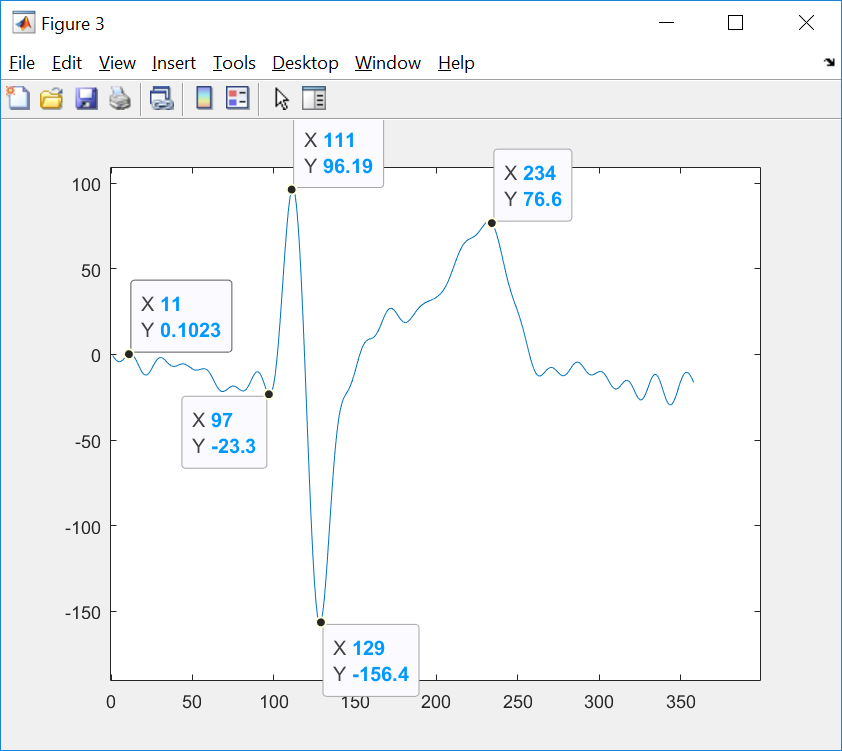 Figure 3
File Edit View Insert Tools Desktop Window Help
X 111
Y 96.19
X 234
Y 76.6
X 11
Y 0.1023
X 97
Y -23.3
X 129
Y -156.4
100
50
0
-50
-100
-150
0 50 100 150 200 250 300 350